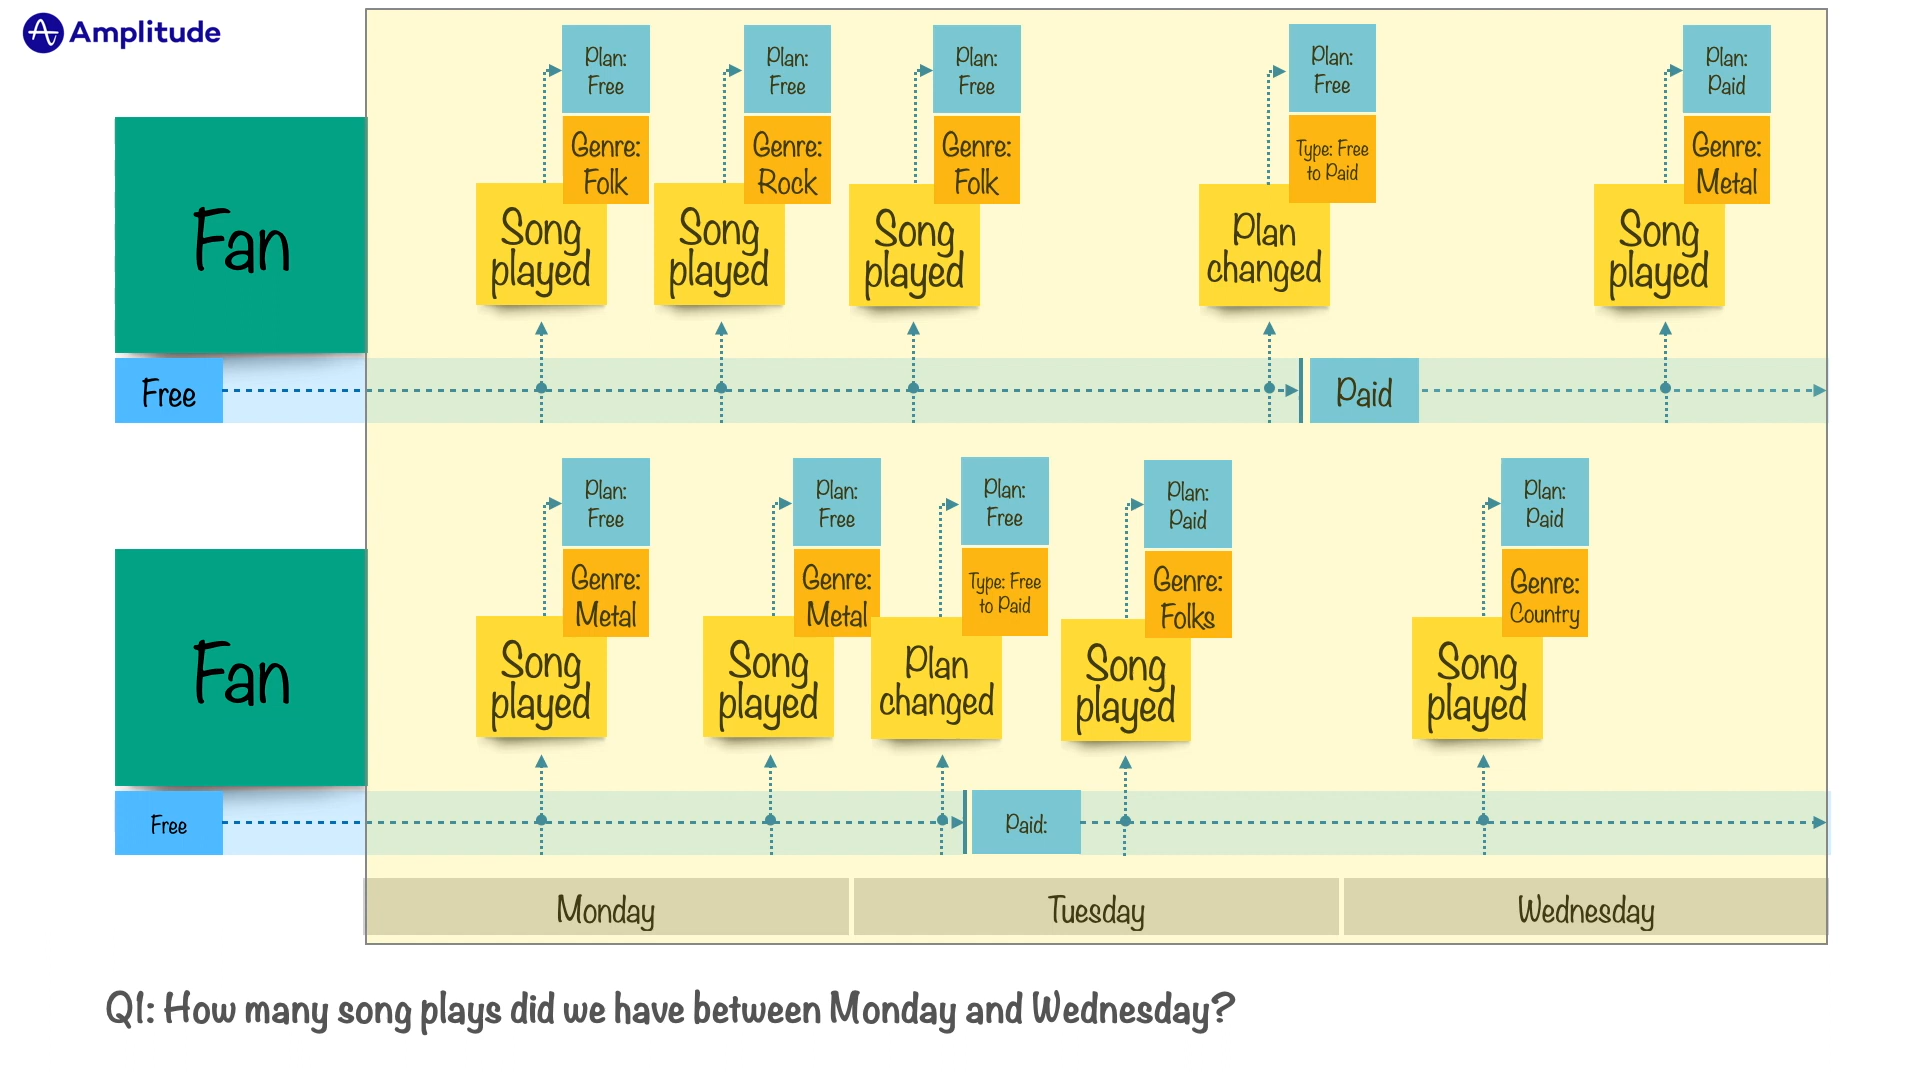 Amplitude
Plan:
Free
Plan:
Free
Plan:
Free
Plan:
Free
Plan:
Paid
Genre:
Folk
Genre:
Rock
Genre:
Folk
Type: Free
to Paid
Genre:
Metal
Fan
Song
played
Song
played
Song
played
Plan
changed
Song
played
Free
Paid
Plan:
Free
Plan:
Free
Plan:
Free
Plan:
Paid
Plan:
Paid
Genre:
Metal
Genre:
Metal
Type: Free
to Paid
Genre:
Folks
Genre:
Country
Fan
Song
played
Song
played
Plan
changed
Song
played
Song
played
Free
Paid:
Monday
Tuesday
Wednesday
Q1: How many song plays did we have between Monday and Wednesday?